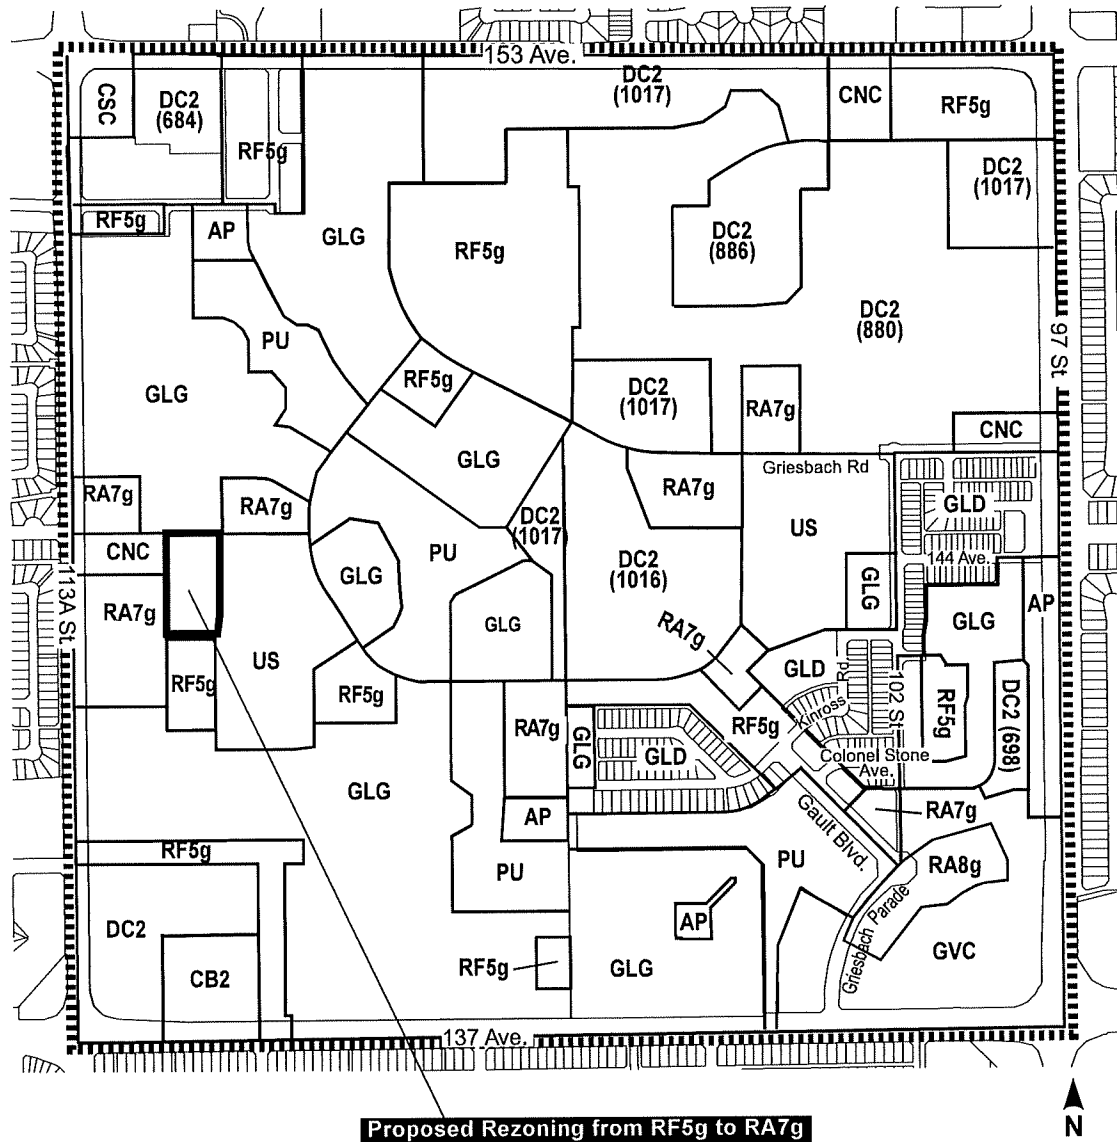 153 Ave.
CSC
DC2
(684)
DC2
(1017)
CNC
RF5g
RF5g
DC2
(1017)
RF5g
AP
GLG
RF5g
DC2
(886)
DC2
(880)
PU
97 St.
RF5g
GLG
DC2
(1017)
RA7g
CNC
GLG
Griesbach Rd
RA7g
RA7g
RA7g
GLD
DC2
(1017)
US
CNC
PU
DC2
(1016)
144 Ave.
GLG
GLG
113A St.
RA7g
AP
GLG
GLG
RA7g
US
GLD
Rd
RF5g
RF5g
102 St.
RF5g
DC2 (698)
Kinross
RF5g
RA7g
GLG
GLD
Colonel Stone
Ave.
GLG
AP
Gault Blvd.
RA7g
RF5g
PU
PU
RA8g
DC2
AP
Griesbach Parade
GVC
CB2
RF5g
GLG
137 Ave.
N
Proposed Rezoning from RF5g to RA7g